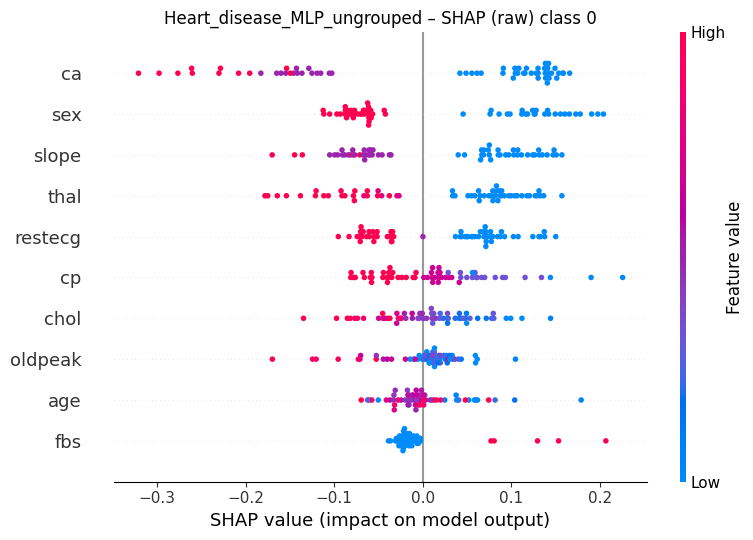 Heart_disease_MLP_ungrouped – SHAP (raw) class 0
High
ca
sex
slope
thal
restecg
cp
chol
oldpeak
age
fbs
Feature value
Low
−0.3 −0.2 −0.1 0.0 0.1 0.2
SHAP value (impact on model output)